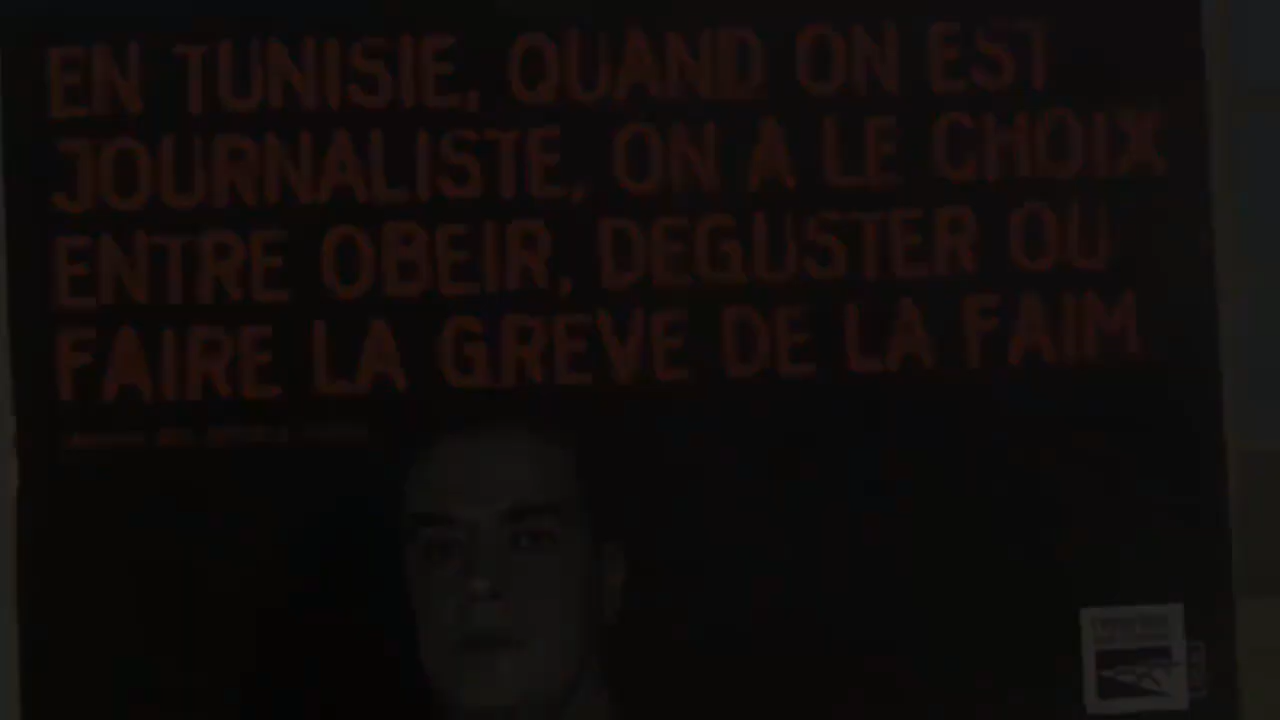 EN TUNISIE, QUAND ON EST
JOURNALISTE, ON A LE CHOIX
ENTRE OBEIR, DEGUSTER OU
FAIRE LA GREVE DE LA FAIM